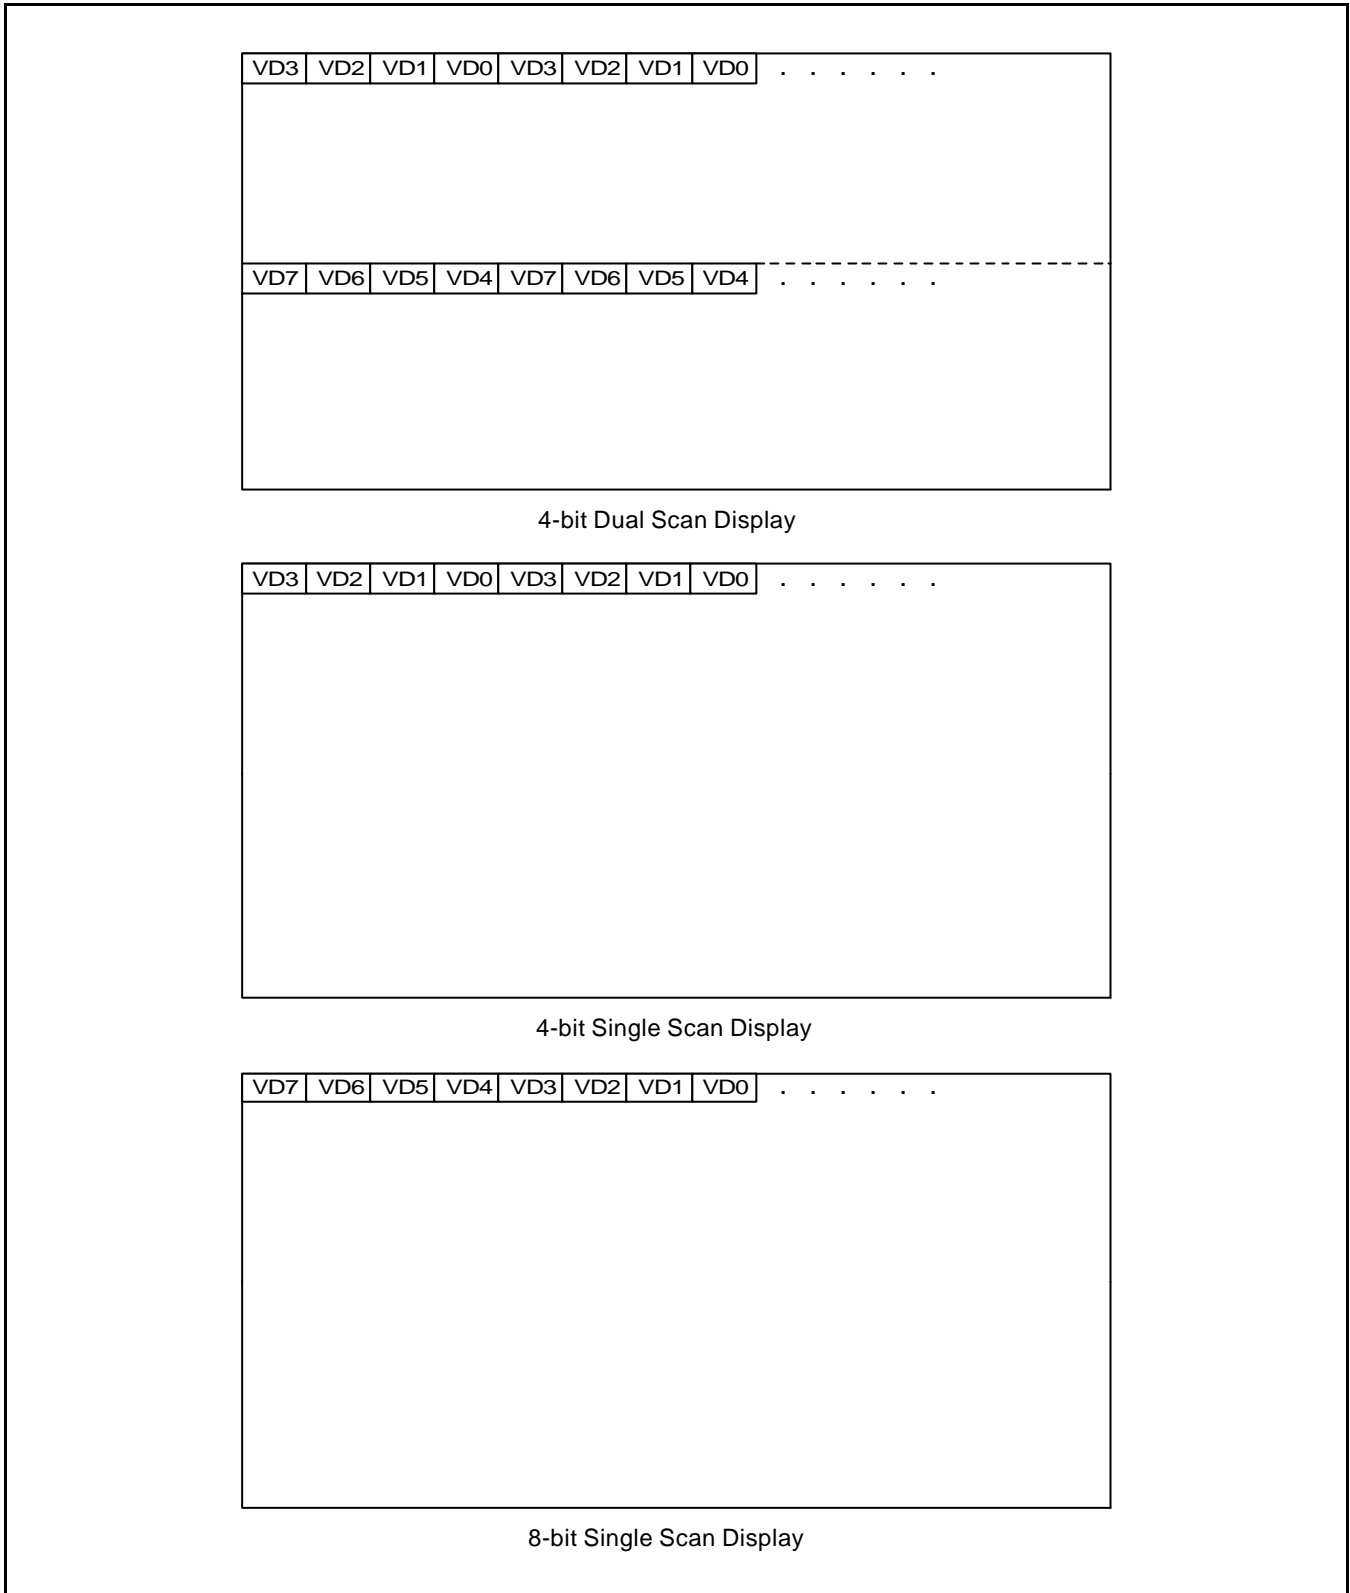 VD3 VD2 VD1 VD0 VD3 VD2 VD1 VD0 . . . . . .
VD7 VD6 VD5 VD4 VD7 VD6 VD5 VD4 . . . . . .
4-bit Dual Scan Display
VD3 VD2 VD1 VD0 VD3 VD2 VD1 VD0 . . . . . .
4-bit Single Scan Display
VD7 VD6 VD5 VD4 VD3 VD2 VD1 VD0 . . . . . .
8-bit Single Scan Display